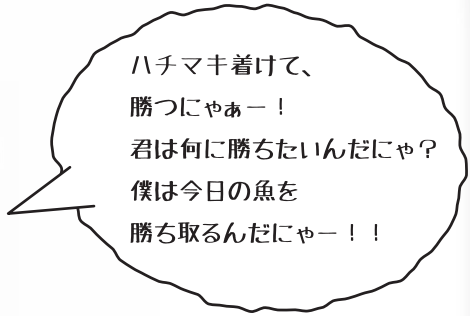 ハチマキ着けて、
勝つにゃぁー！
君は何に勝ちたいんだにゃ？
僕は今日の魚を
勝ち取るんだにゃー！！